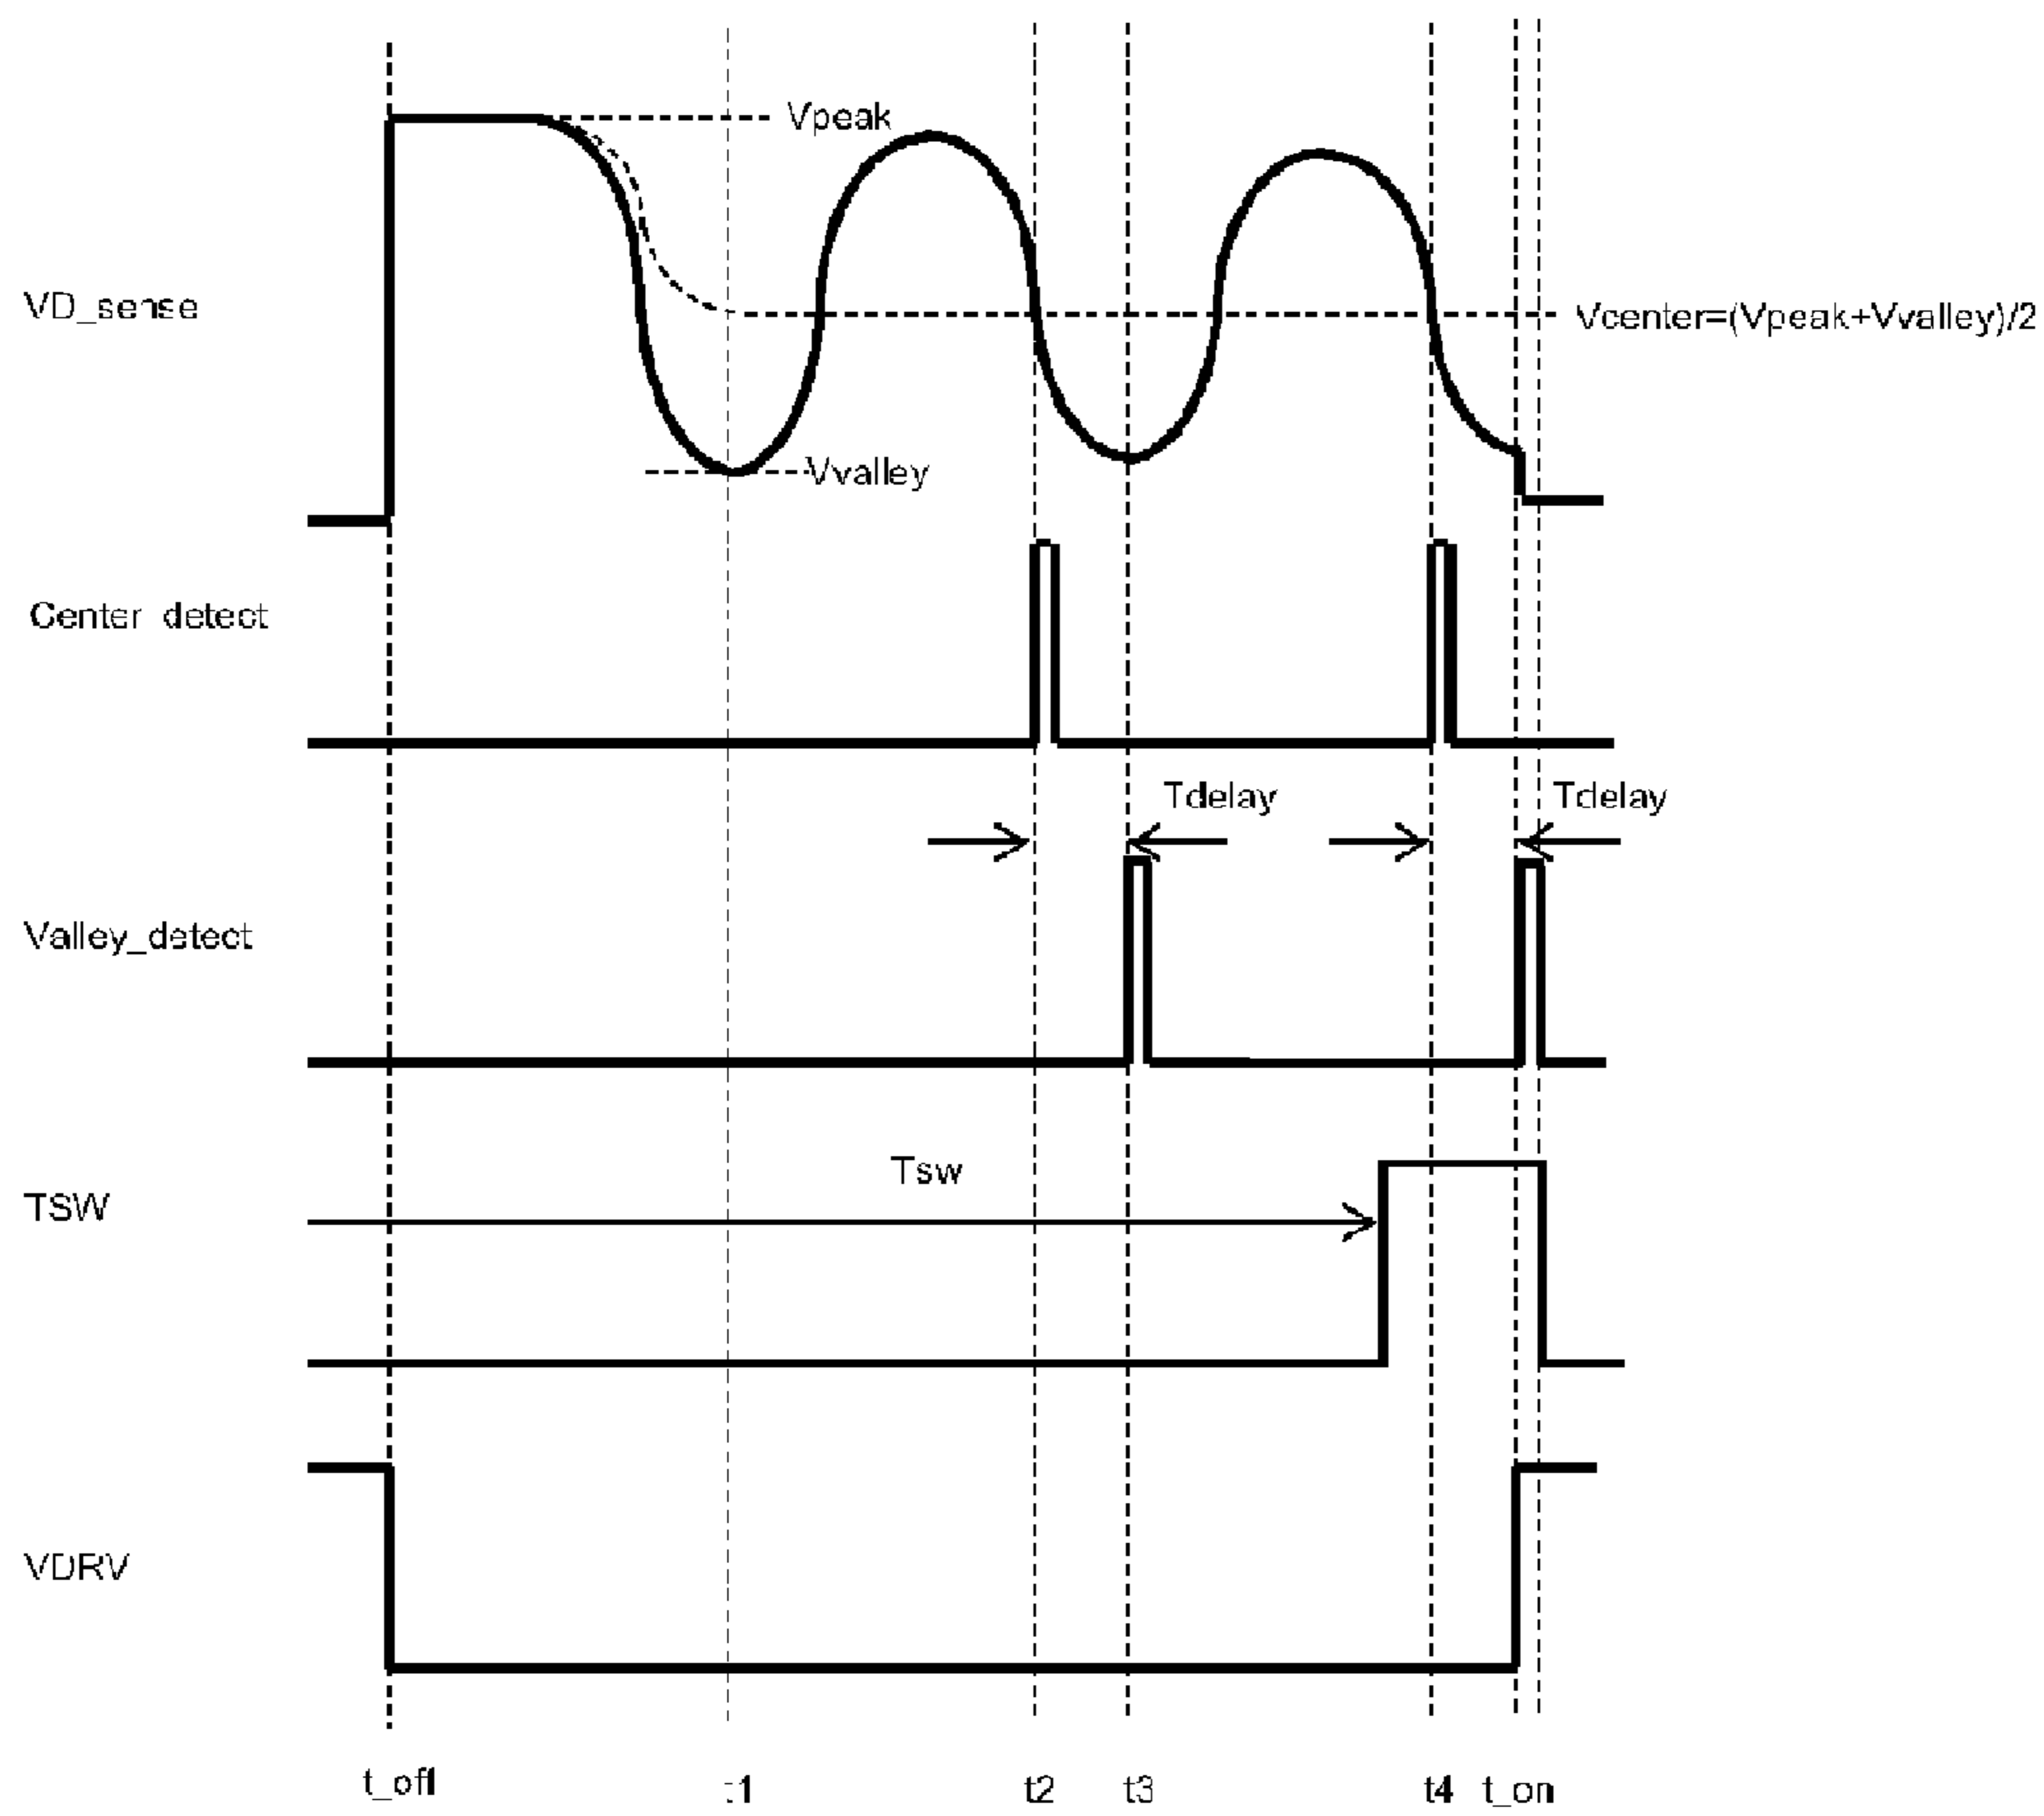 Vpeak
VD_sense
Vcenter=(Vpeak+Vvalley)/2
Vvalley
Center detect
Tdelay
Tdelay
Valley_detect
Tsw
TSW
VDRV
t_off
t1
t2
t3
t4
t_on